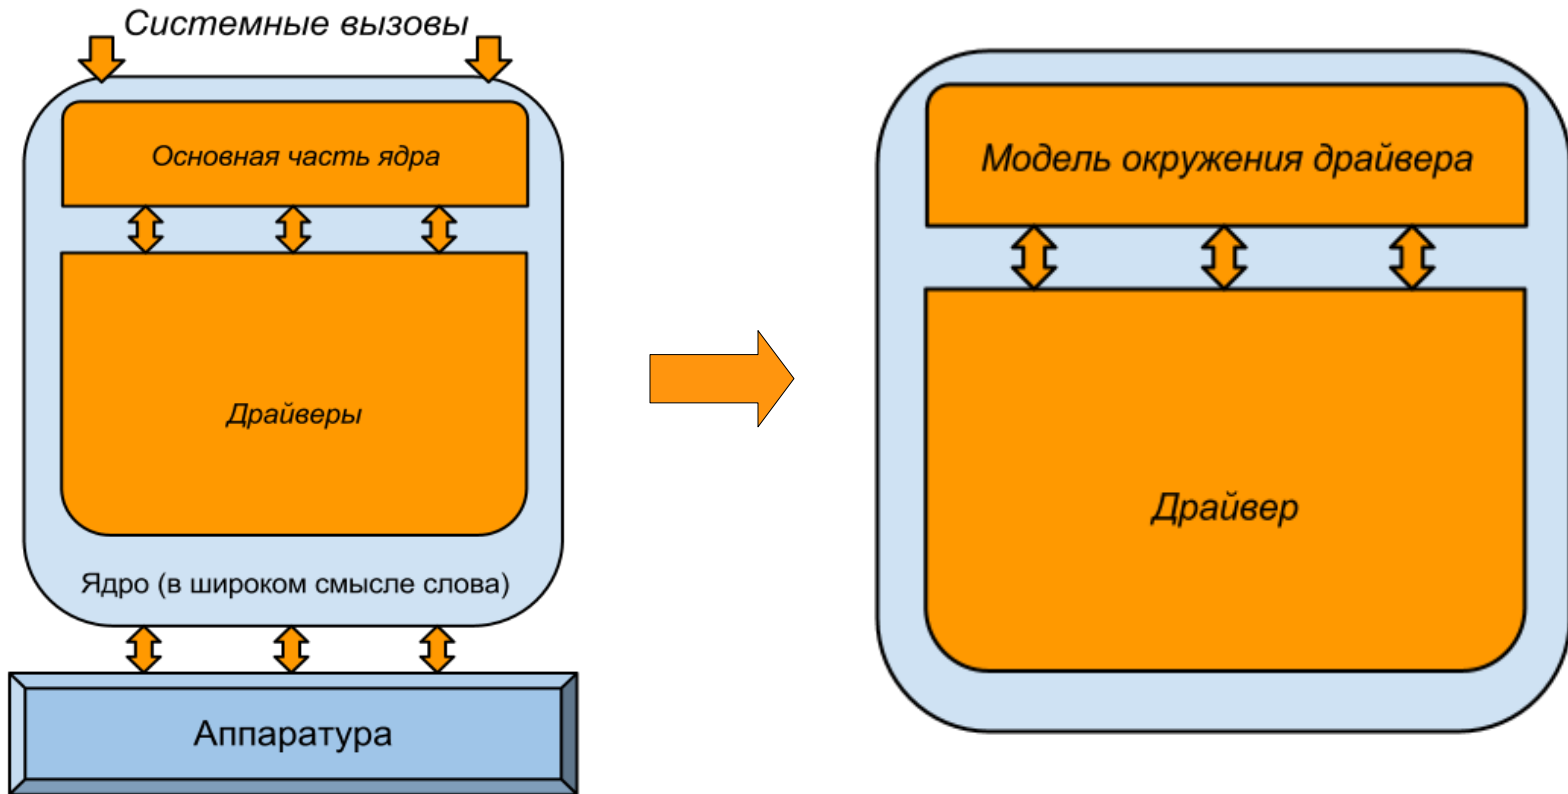 Системные вызовы
Основная часть ядра
Драйверы
Ядро (в широком смысле слова)
Аппаратура
Модель окружения драйвера
Драйвер